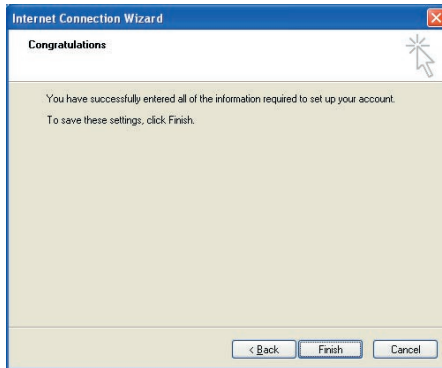 Internet Connection Wizard
Congratulations
You have successfully entered all of the information required to set up your account.
To save these settings, click Finish.
< Back
Finish
Cancel